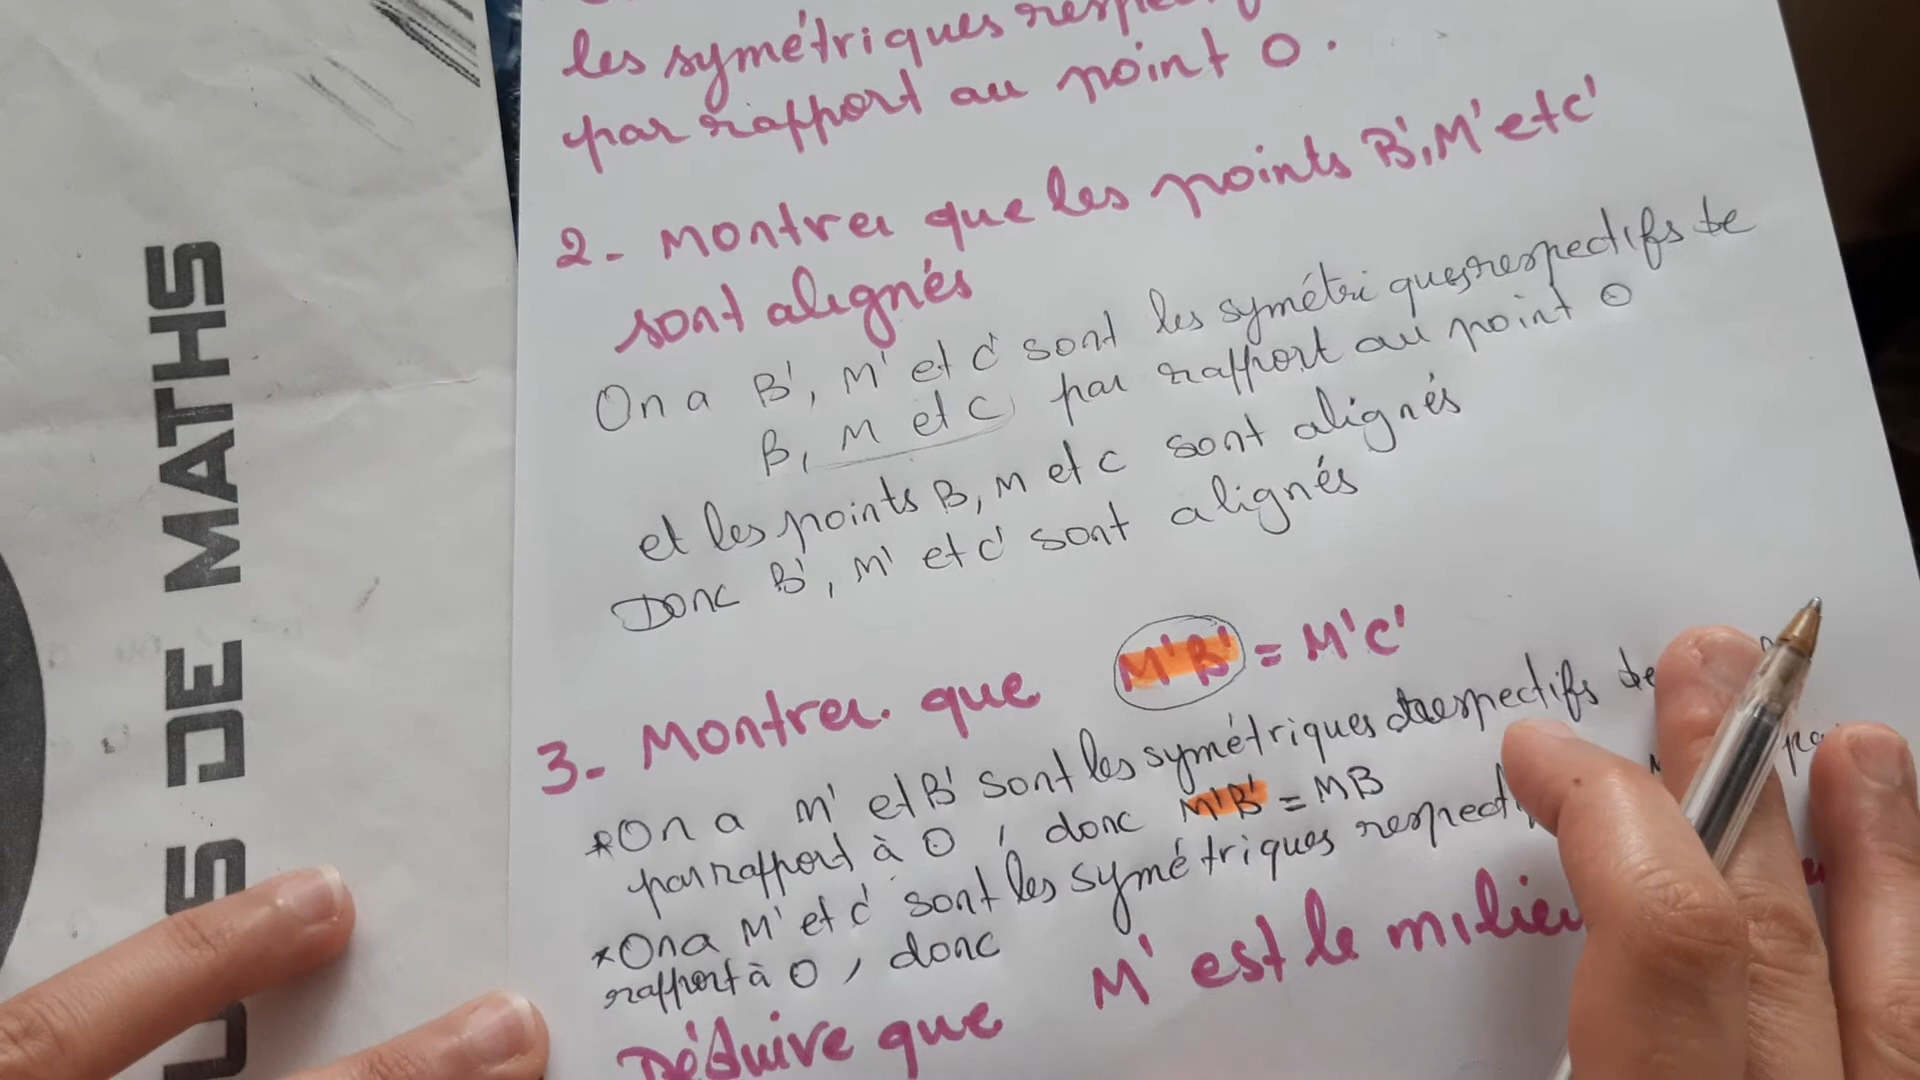 les symétriques
par rapport au point O.
2- Montrer que les points B', M' et C'
sont alignés
On a B', M' et C' sont les symétriques respectifs de
B, M et C par rapport au point O
et les points B, M et C sont alignés
Donc B', M' et C' sont alignés
3- Montrer que M'B' = M'C'
*On a M' et B' sont les symétriques respectifs de
par rapport à O, donc M'B' = MB
*On a M' et C' sont les symétriques
rapport à O, donc
Déduire que M' est le milieu
DE MATHS